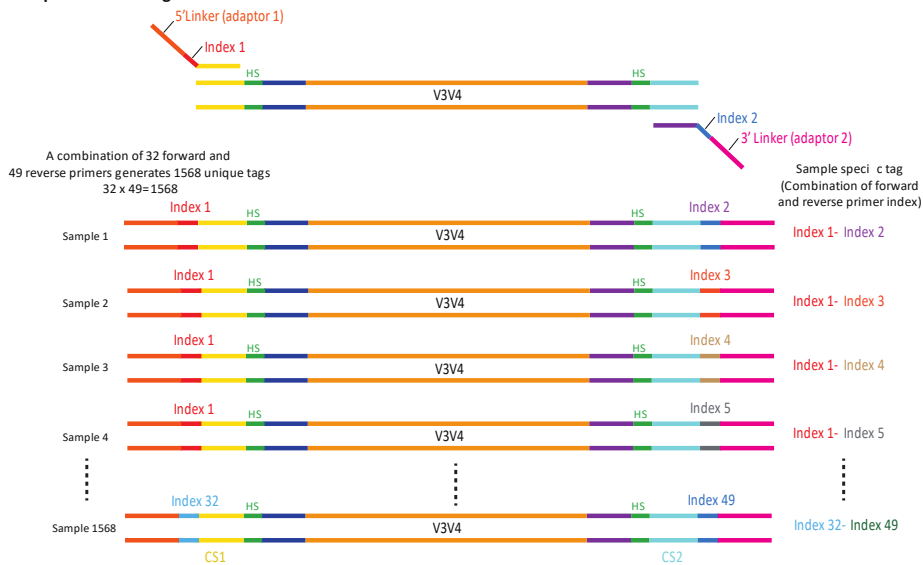 5'Linker (adaptor 1)
Index 1
HS
HS
V3V4
Index 2
3' Linker (adaptor 2)
A combination of 32 forward and
49 reverse primers generates 1568 unique tags
32 x 49=1568
Sample speci c tag
(Combination of forward
and reverse primer index)
Index 1
HS
HS
Index 2
Sample 1
V3V4
Index 1- Index 2
Index 1
HS
HS
Index 3
Sample 2
V3V4
Index 1- Index 3
Index 1
HS
HS
Index 4
Sample 3
V3V4
Index 1- Index 4
Index 1
HS
HS
Index 5
Sample 4
V3V4
Index 1- Index 5
Index 32
HS
HS
Index 49
Sample 1568
V3V4
Index 32- Index 49
CS1
CS2